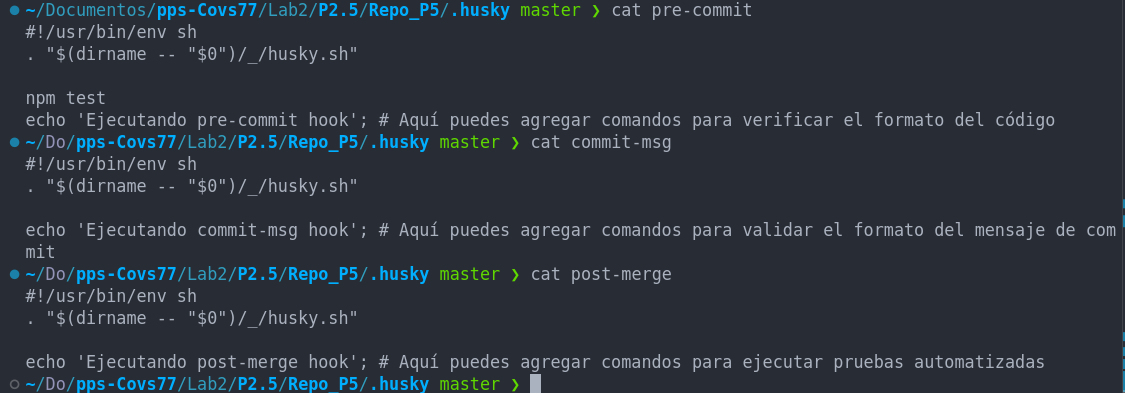 ~/Documentos/pps-Covs77/Lab2/P2.5/Repo_P5/.husky master ❯ cat pre-commit
#!/usr/bin/env sh
. "$(dirname -- "$0")/_/husky.sh"

npm test
echo 'Ejecutando pre-commit hook'; # Aquí puedes agregar comandos para verificar el formato del código
~/Do/pps-Covs77/Lab2/P2.5/Repo_P5/.husky master ❯ cat commit-msg
#!/usr/bin/env sh
. "$(dirname -- "$0")/_/husky.sh"

echo 'Ejecutando commit-msg hook'; # Aquí puedes agregar comandos para validar el formato del mensaje de com
mit
~/Do/pps-Covs77/Lab2/P2.5/Repo_P5/.husky master ❯ cat post-merge
#!/usr/bin/env sh
. "$(dirname -- "$0")/_/husky.sh"

echo 'Ejecutando post-merge hook'; # Aquí puedes agregar comandos para ejecutar pruebas automatizadas
~/Do/pps-Covs77/Lab2/P2.5/Repo_P5/.husky master ❯